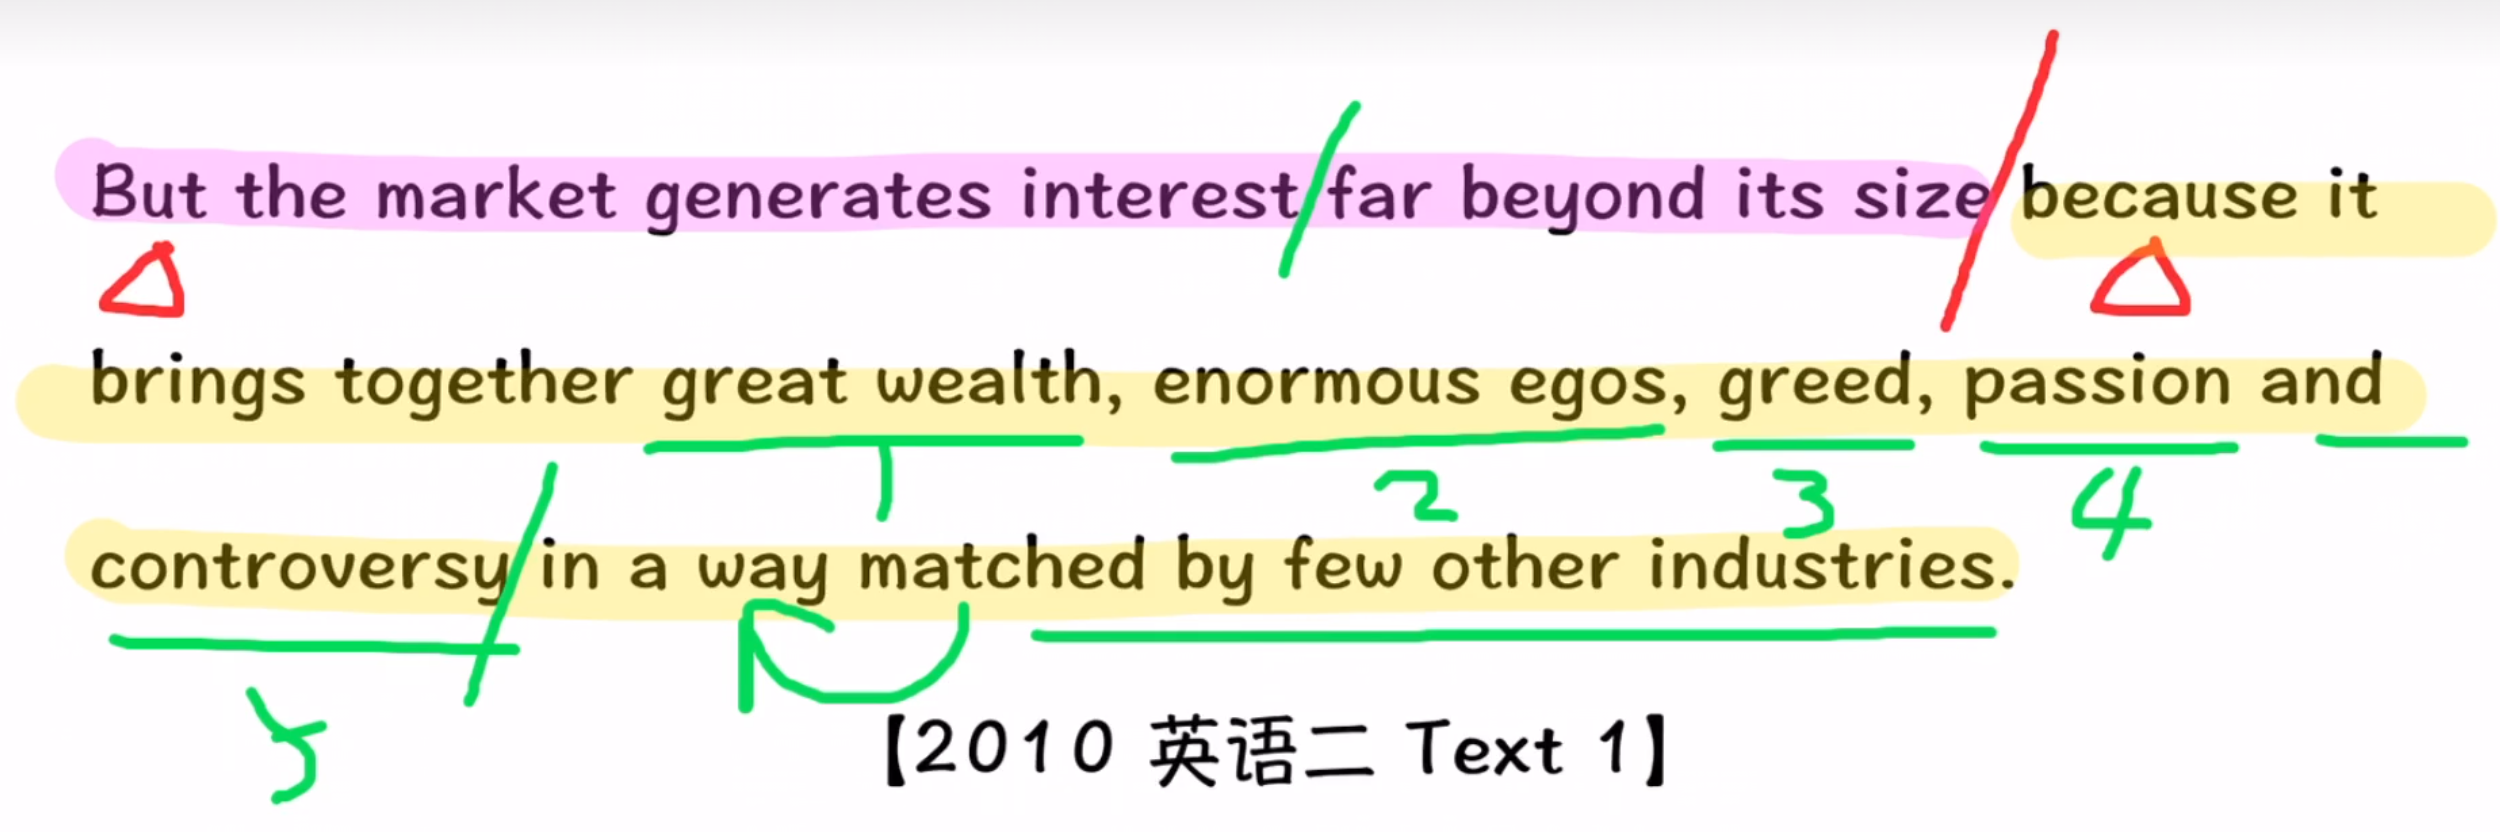 But the market generates interest far beyond its size because it
brings together great wealth, enormous egos, greed, passion and
1 2 3 4
controversy in a way matched by few other industries.
5
【2010 英语二 Text 1】